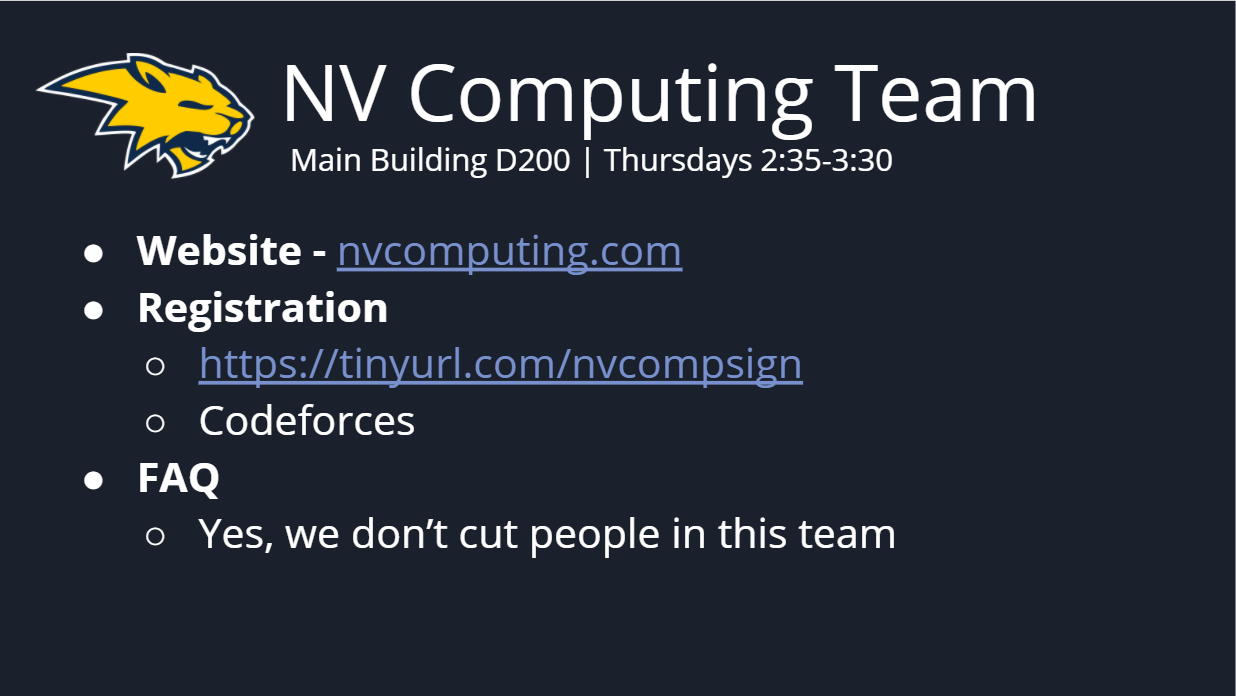 NV Computing Team
Main Building D200 | Thursdays 2:35-3:30
● Website - nvcomputing.com
● Registration
○ https://tinyurl.com/nvcompsign
○ Codeforces
● FAQ
○ Yes, we don’t cut people in this team